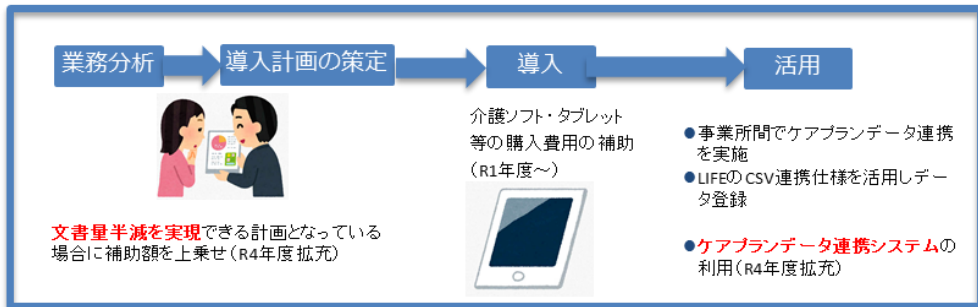 業務分析
導入計画の策定
導入
活用
文書量半減を実現できる計画となっている
場合に補助額を上乗せ(R4年度拡充)
介護ソフト・タブレット
等の購入費用の補助
(R1年度~)
●事業所間でケアプランデータ連携
を実施
●LIFEのCSV連携仕様を活用しデー
タ登録
●ケアプランデータ連携システムの
利用(R4年度拡充)